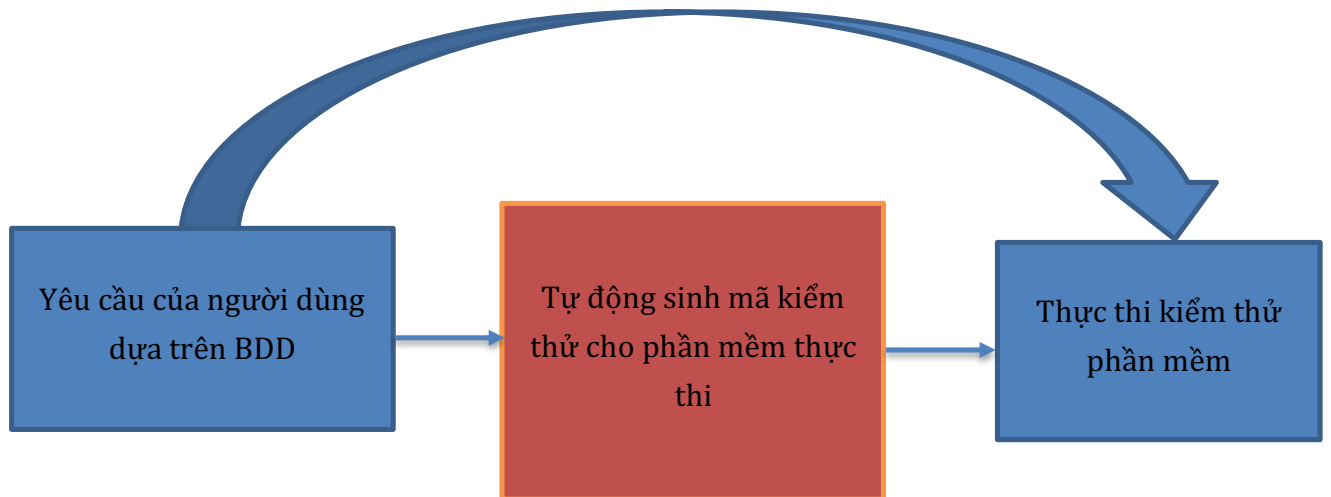 Yêu cầu của người dùng
dựa trên BDD
Tự động sinh mã kiểm
thử cho phần mềm thực
thi
Thực thi kiểm thử
phần mềm